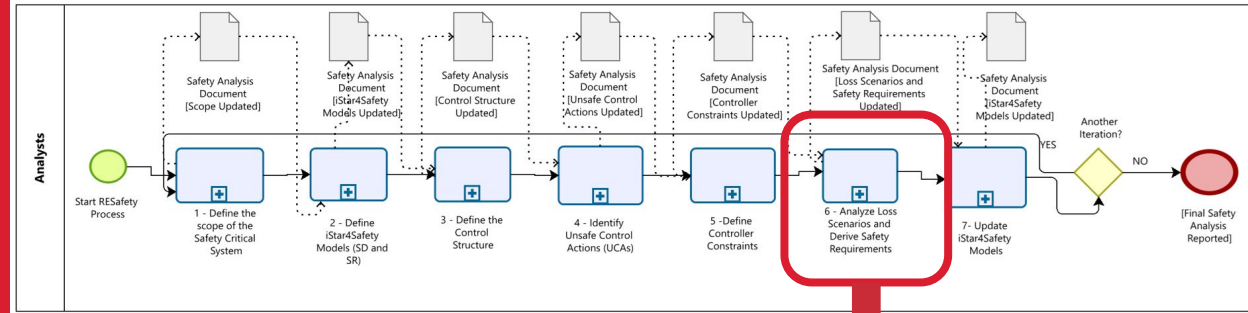 Analysts
Start RESafety
Process
Safety Analysis
Document
[Scope Updated]
Safety Analysis
Document
[iStar4Safety
Models Updated]
Safety Analysis
Document
[Control Structure
Updated]
Safety Analysis
Document
[Unsafe Control
Actions Updated]
Safety Analysis
Document
[Controller
Constraints Updated]
Safety Analysis Document
[Loss Scenarios and
Safety Requirements
Updated]
Safety Analysis
Document
[iStar4Safety
Models Updated]
1 - Define the
scope of the
Safety Critical
System
2 - Define
iStar4Safety
Models (SD and
SR)
3 - Define the
Control
Structure
4 - Identify
Unsafe Control
Actions (UCAs)
5 -Define
Controller
Constraints
6 - Analyze Loss
Scenarios and
Derive Safety
Requirements
7- Update
iStar4Safety
Models
Another
Iteration?
YES
NO
[Final Safety
Analysis
Reported]